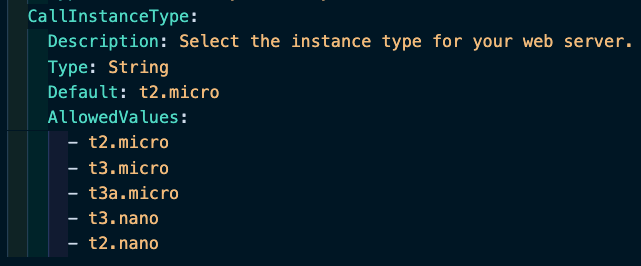 CallInstanceType:
Description: Select the instance type for your web server.
Type: String
Default: t2.micro
AllowedValues:
- t2.micro
- t3.micro
- t3a.micro
- t3.nano
- t2.nano